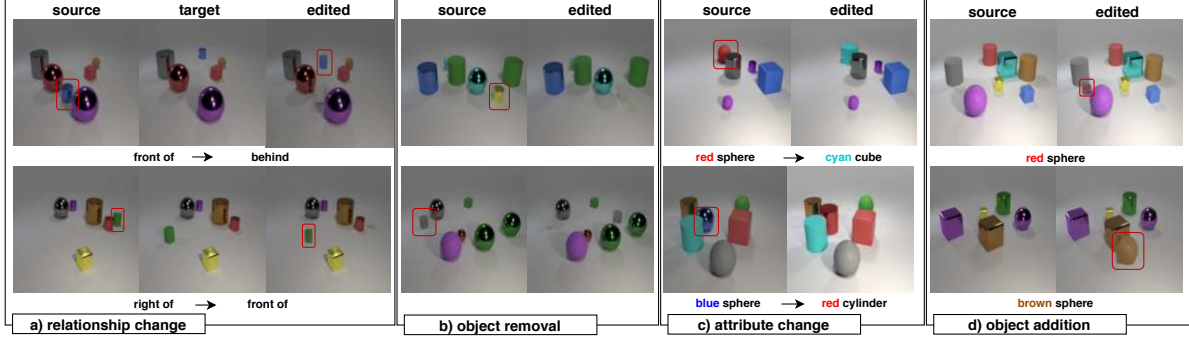 source target edited
front of → behind
right of → front of
a) relationship change
source edited
b) object removal
source edited
red sphere → cyan cube
blue sphere → red cylinder
c) attribute change
source edited
red sphere
brown sphere
d) object addition